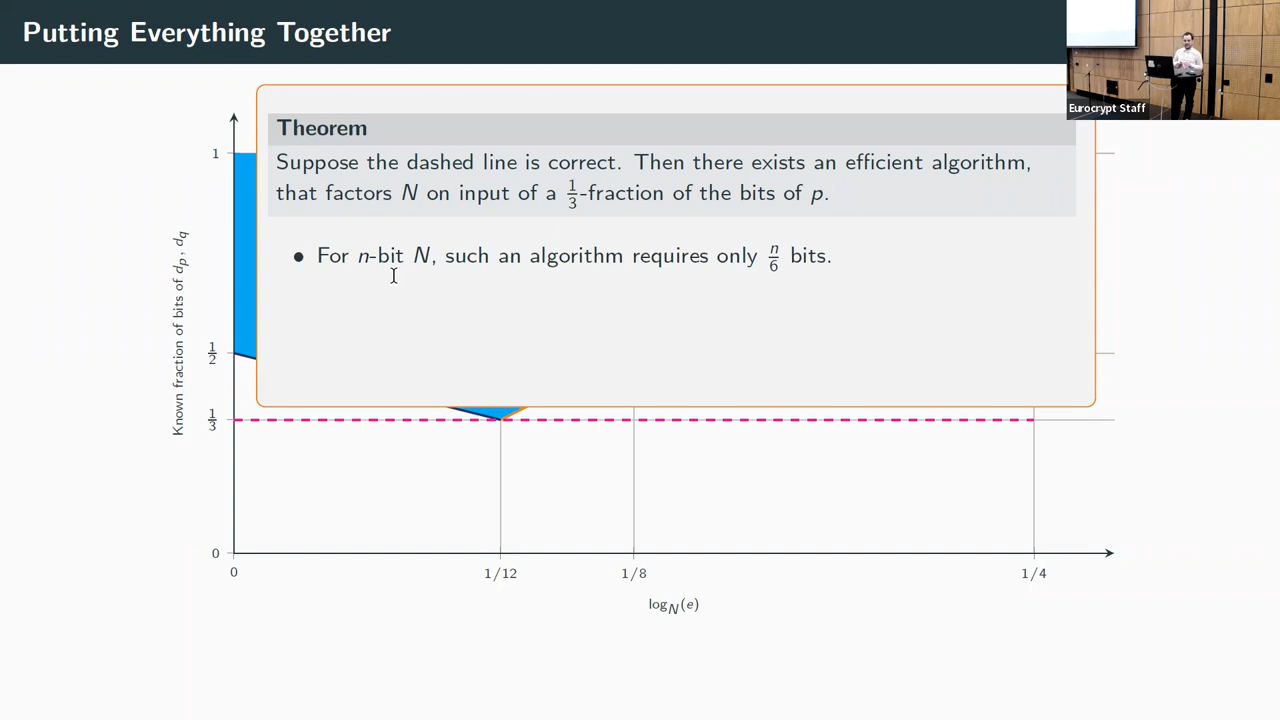 Putting Everything Together
Eurocrypt Staff
Theorem
Suppose the dashed line is correct. Then there exists an efficient algorithm,
that factors N on input of a 1/3-fraction of the bits of p.
• For n-bit N, such an algorithm requires only n/6 bits.
Known fraction of bits of d_p, d_q
1
1/2
1/3
0
0 1/12 1/8 1/4
log_N(e)